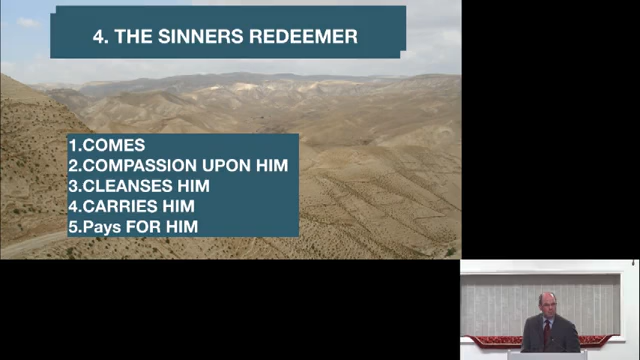 4. THE SINNERS REDEEMER
1.COMES
2.COMPASSION UPON HIM
3.CLEANSES HIM
4.CARRIES HIM
5.Pays FOR HIM